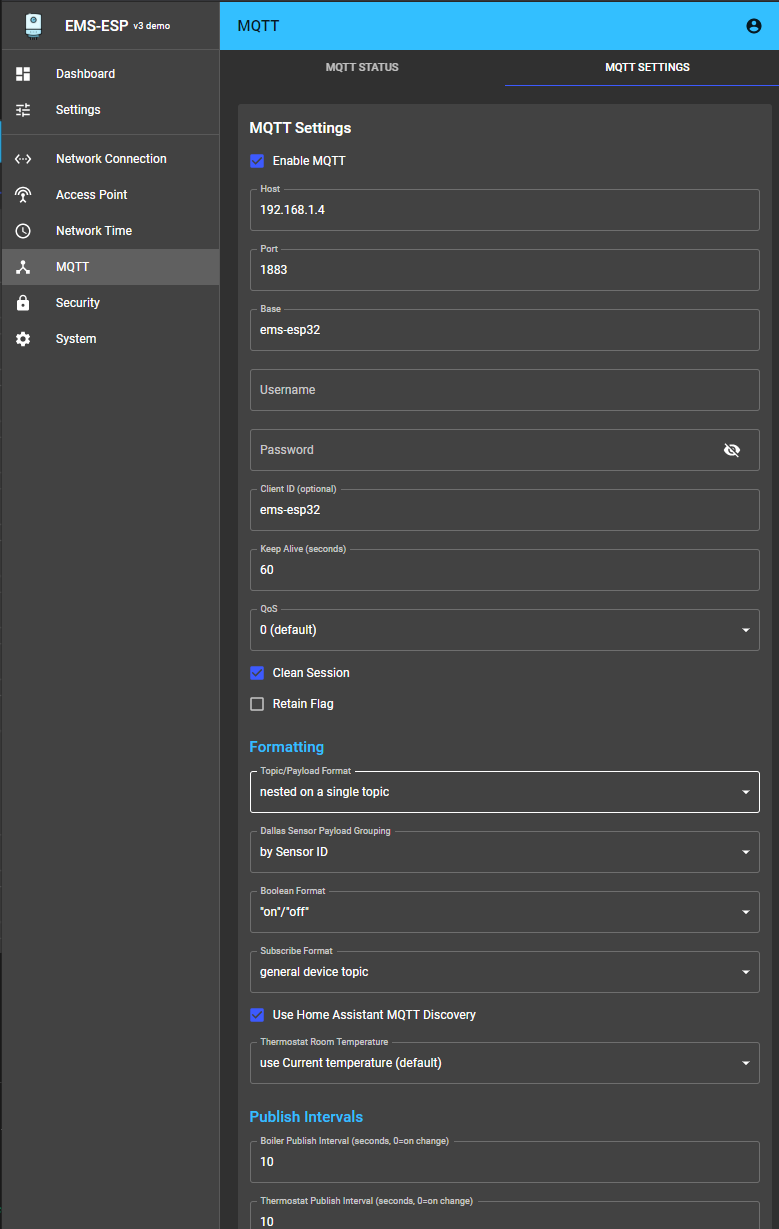 EMS-ESP v3 demo
Dashboard
Settings
Network Connection
Access Point
Network Time
MQTT
Security
System
MQTT
MQTT STATUS
MQTT SETTINGS
MQTT Settings
Enable MQTT
Host
192.168.1.4
Port
1883
Base
ems-esp32
Username
Password
Client ID (optional)
ems-esp32
Keep Alive (seconds)
60
QoS
0 (default)
Clean Session
Retain Flag
Formatting
Topic/Payload Format
nested on a single topic
Dallas Sensor Payload Grouping
by Sensor ID
Boolean Format
"on"/"off"
Subscribe Format
general device topic
Use Home Assistant MQTT Discovery
Thermostat Room Temperature
use Current temperature (default)
Publish Intervals
Boiler Publish Interval (seconds, 0=on change)
10
Thermostat Publish Interval (seconds, 0=on change)
10